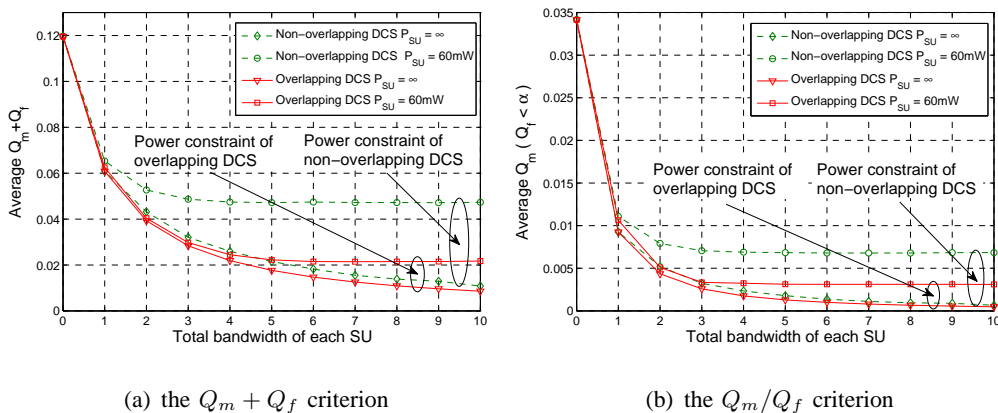 Non−overlapping DCS P_SU = ∞
Non−overlapping DCS P_SU = 60mW
Overlapping DCS P_SU = ∞
Overlapping DCS P_SU = 60mW
Power constraint of
overlapping DCS
Power constraint of
non−overlapping DCS
Average Q_m+Q_f
0.12
0.1
0.08
0.06
0.04
0.02
0
0 1 2 3 4 5 6 7 8 9 10
Total bandwidth of each SU
(a) the Q_m + Q_f criterion
Non−overlapping DCS P_SU = ∞
Non−overlapping DCS P_SU = 60mW
Overlapping DCS P_SU = ∞
Overlapping DCS P_SU = 60mW
Power constraint of
overlapping DCS
Power constraint of
non−overlapping DCS
Average Q_m ( Q_f < α )
0.035
0.03
0.025
0.02
0.015
0.01
0.005
0
0 1 2 3 4 5 6 7 8 9 10
Total bandwidth of each SU
(b) the Q_m/Q_f criterion